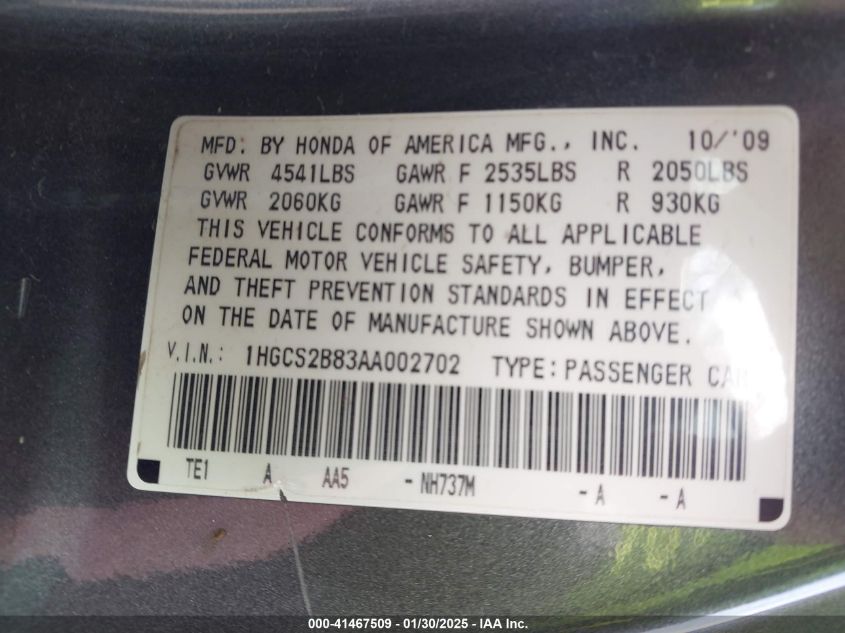 MFD. BY HONDA OF AMERICA MFG., INC. 10/'09
GVWR 4541LBS GAWR F 2535LBS R 2050LBS
GVWR 2060KG GAWR F 1150KG R 930KG
THIS VEHICLE CONFORMS TO ALL APPLICABLE
FEDERAL MOTOR VEHICLE SAFETY, BUMPER,
AND THEFT PREVENTION STANDARDS IN EFFECT
ON THE DATE OF MANUFACTURE SHOWN ABOVE.
V.I.N.: 1HGCS2B83AA002702 TYPE: PASSENGER CAR
TE1 A AA5 -NH737M -A -A
000-41467509 - 01/30/2025 - IAA Inc.